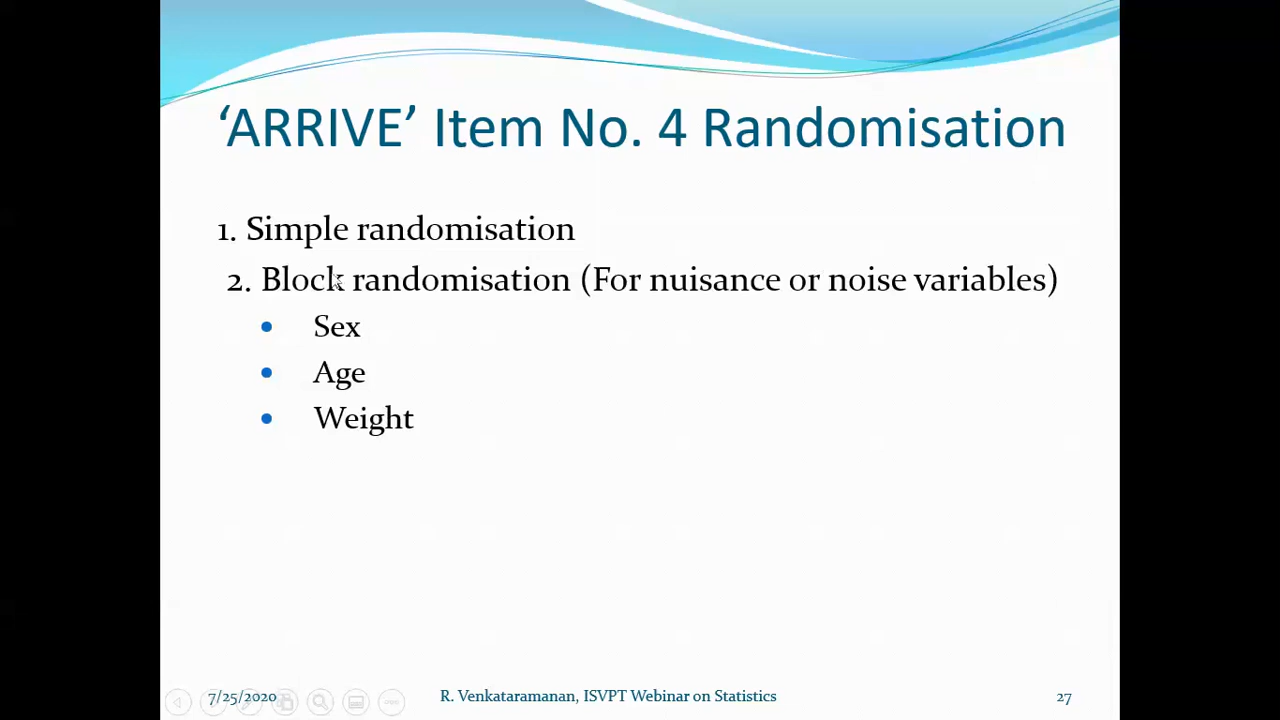 ‘ARRIVE’ Item No. 4 Randomisation
1. Simple randomisation
2. Block randomisation (For nuisance or noise variables)
• Sex
• Age
• Weight
7/25/2020
R. Venkataramanan, ISVPT Webinar on Statistics
27